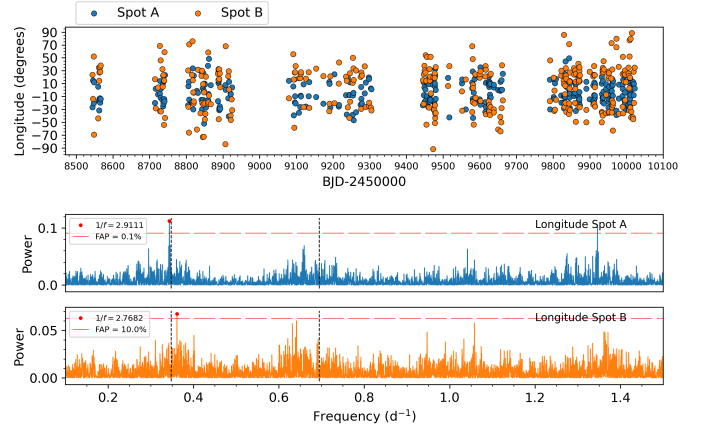 Spot A Spot B
Longitude (degrees)
90
70
50
30
10
−10
−30
−50
−70
−90
8500 8600 8700 8800 8900 9000 9100 9200 9300 9400 9500 9600 9700 9800 9900 10000 10100
BJD-2450000
Power
0.1
0.0
1/f = 2.9111
FAP = 0.1%
Longitude Spot A
Power
0.05
0.00
1/f = 2.7682
FAP = 10.0%
Longitude Spot B
0.2 0.4 0.6 0.8 1.0 1.2 1.4
Frequency (d⁻¹)